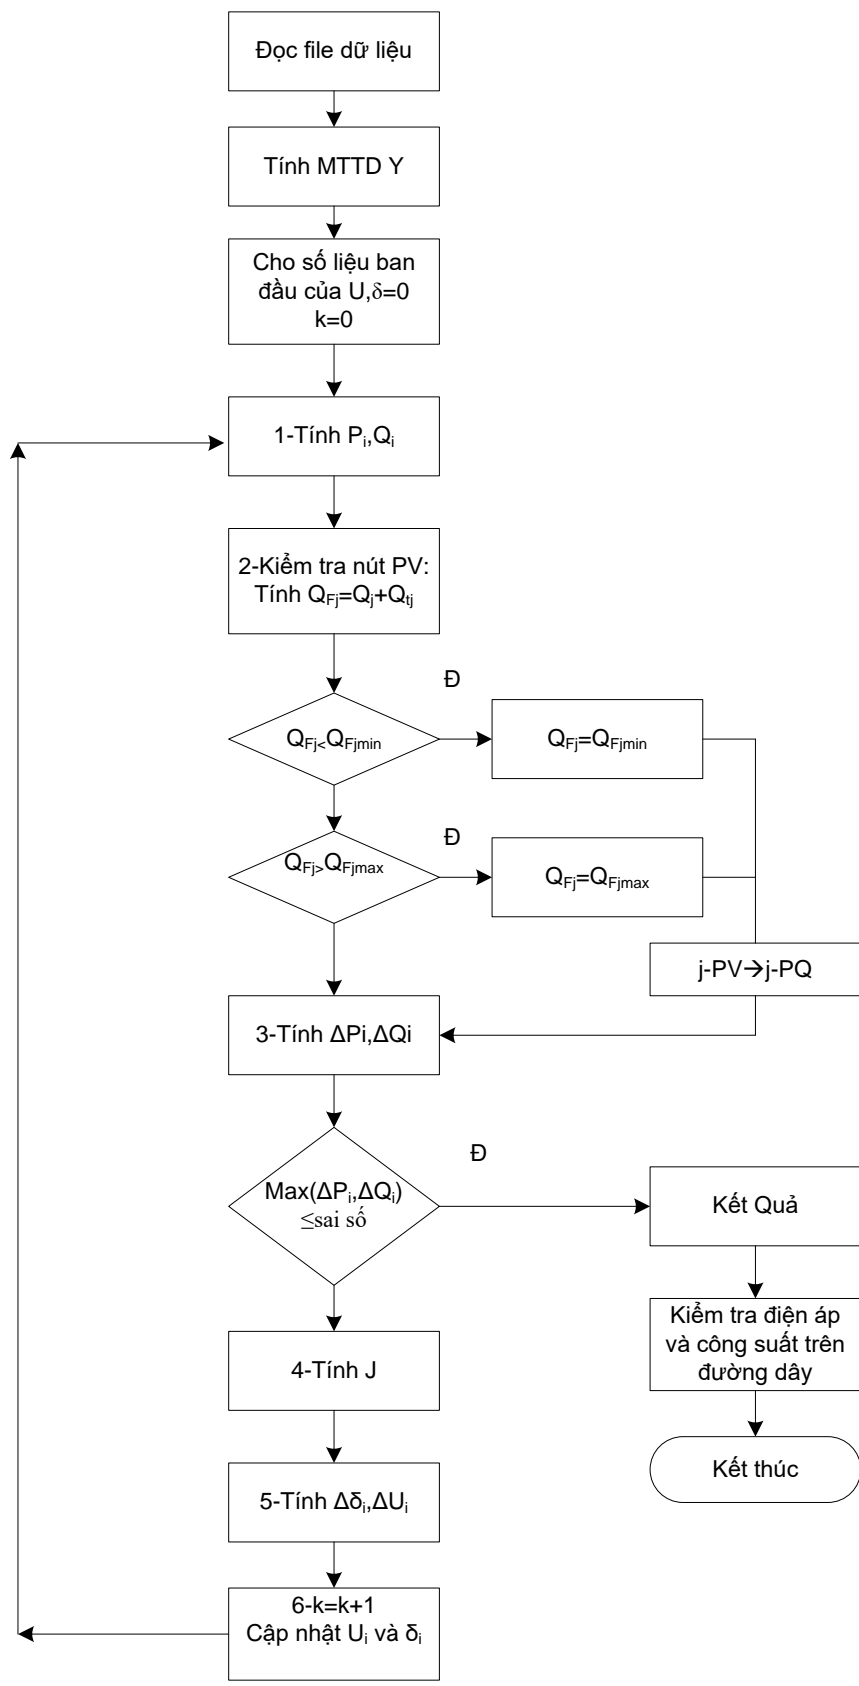 Đọc file dữ liệu
Tính MTTD Y
Cho số liệu ban
đầu của U,δ=0
k=0
1-Tính Pi,Qi
2-Kiểm tra nút PV:
Tính QFj=Qj+Qtj
Đ
QFj<QFjmin
QFj=QFjmin
Đ
QFj>QFjmax
QFj=QFjmax
j-PV→j-PQ
3-Tính ΔPi,ΔQi
Đ
Max(ΔPi,ΔQi)
≤sai số
Kết Quả
Kiểm tra điện áp
và công suất trên
đường dây
4-Tính J
Kết thúc
5-Tính Δδi,ΔUi
6-k=k+1
Cập nhật Ui và δi